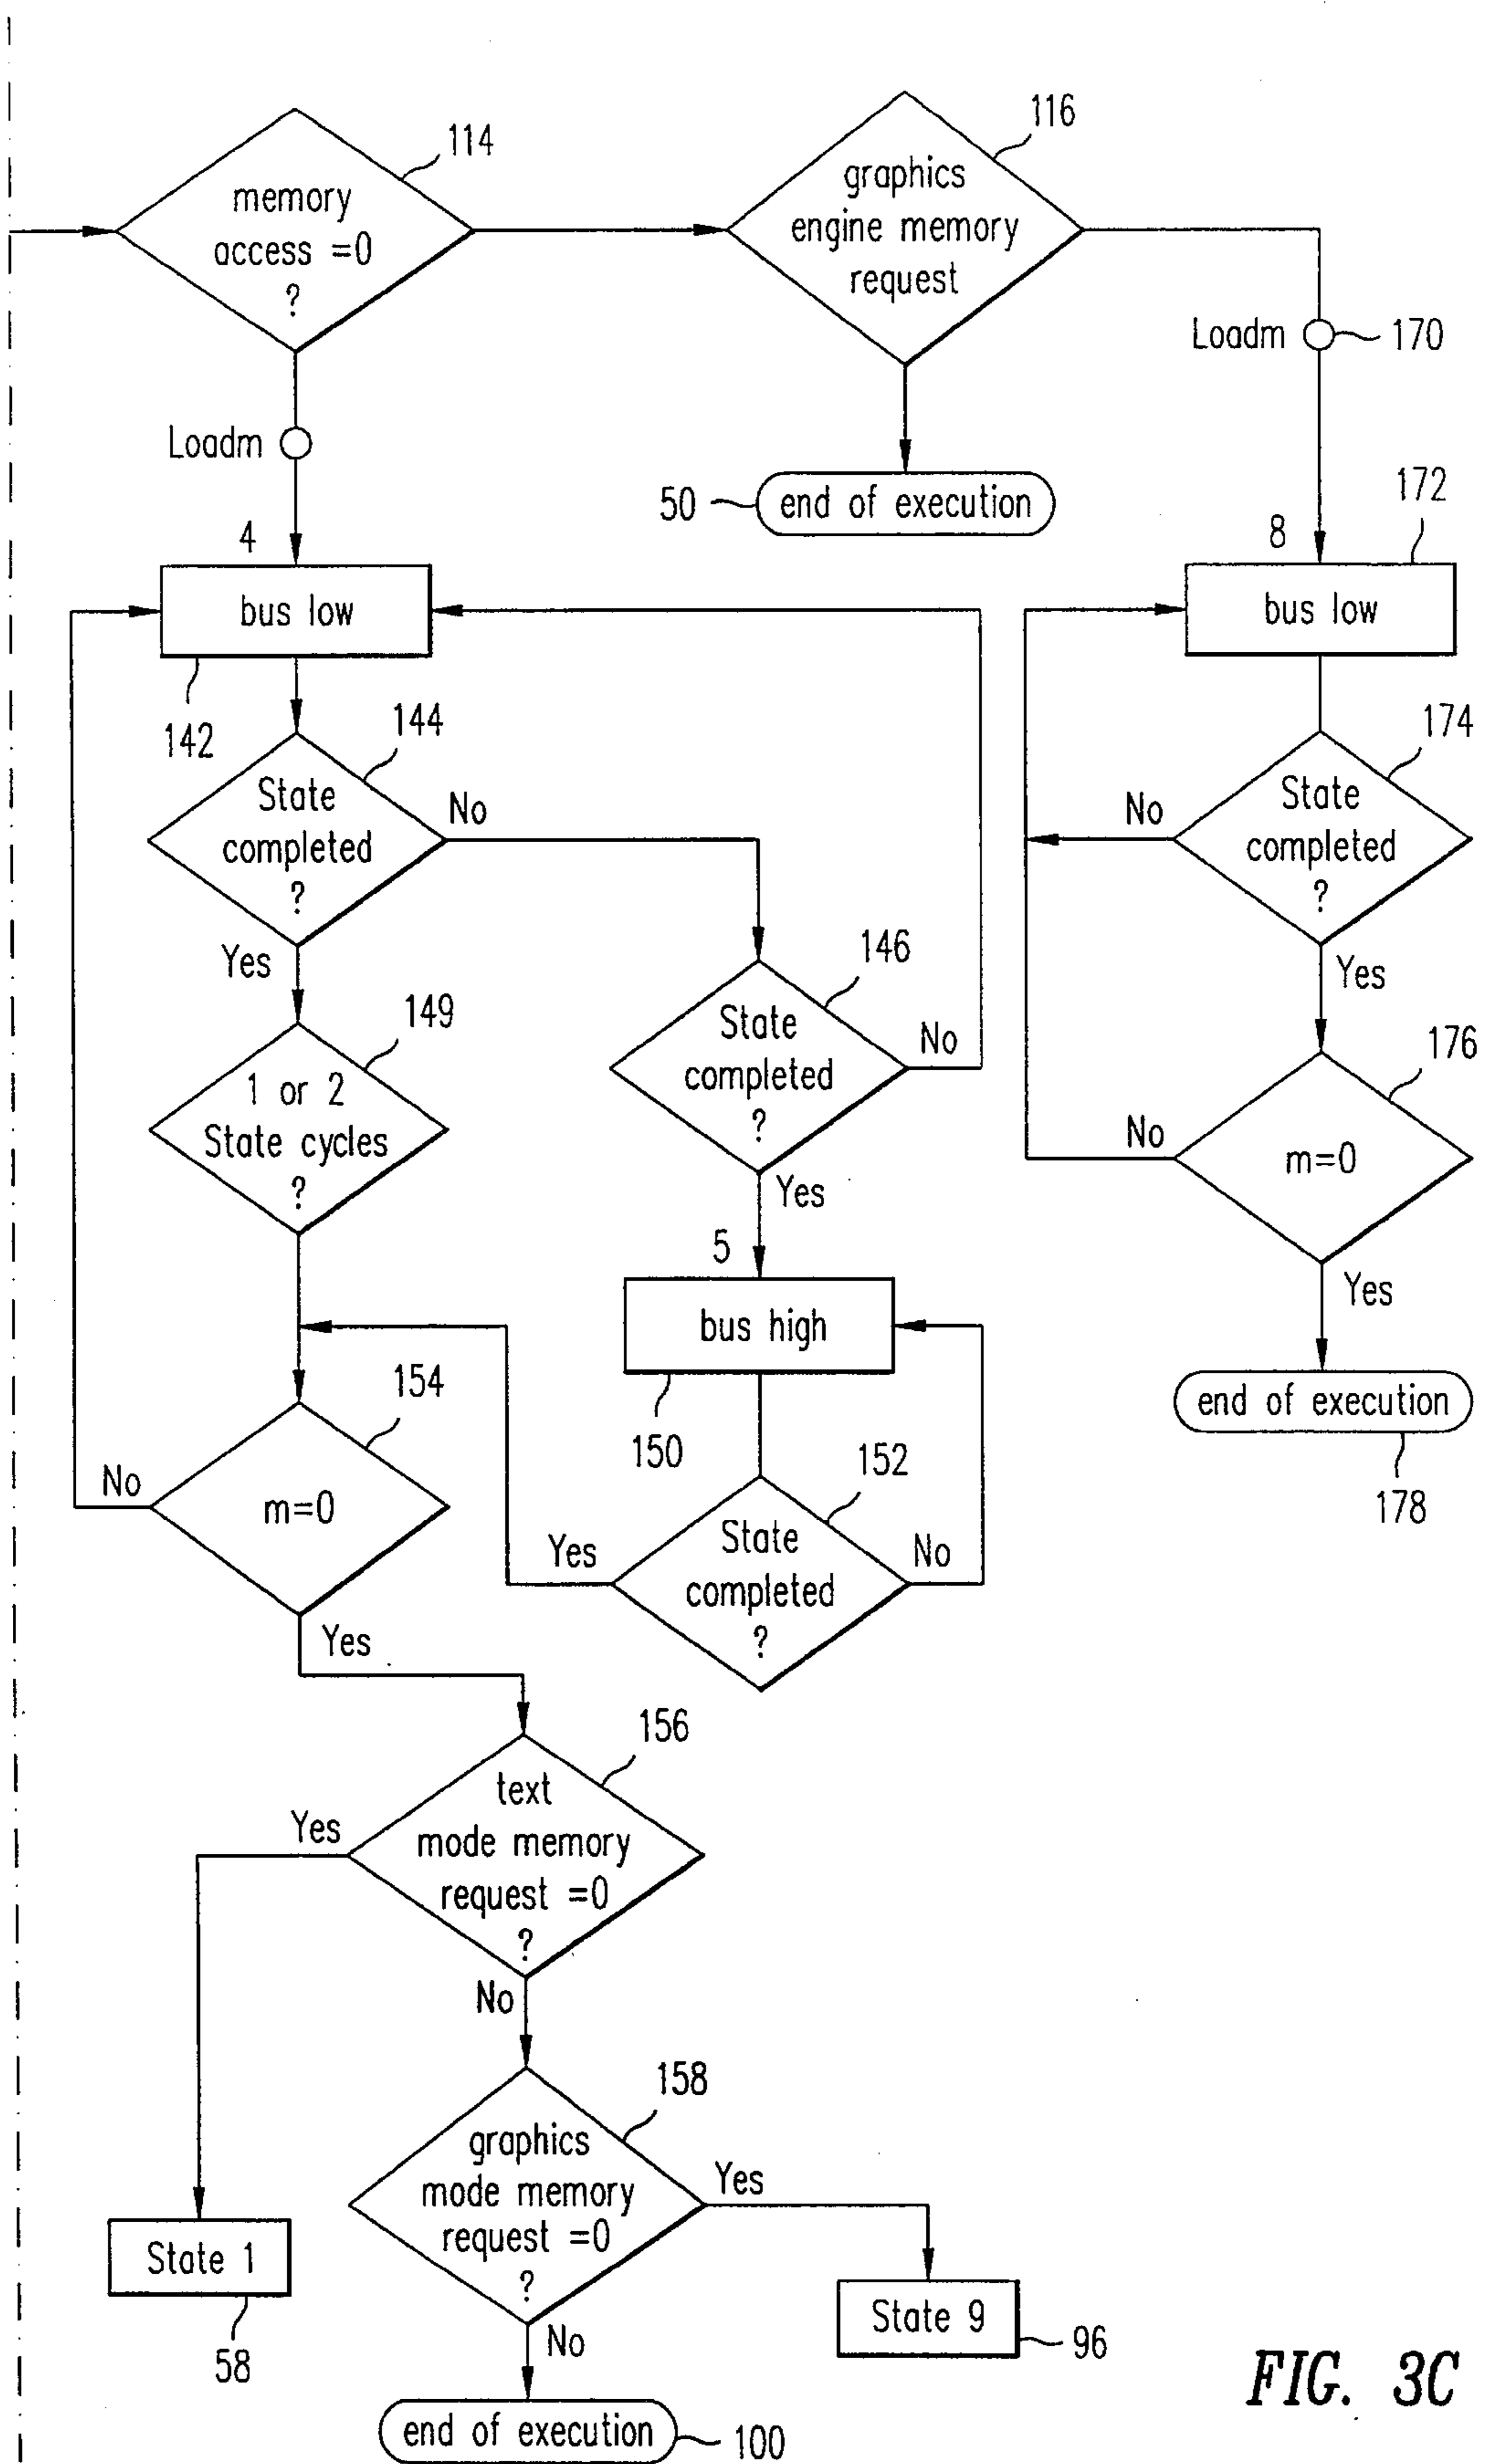 114
memory
access =0
?
116
graphics
engine memory
request
Loadm
170
Loadm
50
end of execution
4
bus low
142
8
172
bus low
144
State
completed
?
No
Yes
174
State
completed
?
No
Yes
146
State
completed
?
No
Yes
149
1 or 2
State cycles
?
176
m=0
No
Yes
5
bus high
150
end of execution
178
154
m=0
No
Yes
152
State
completed
?
Yes
No
156
text
mode memory
request =0
?
Yes
No
158
graphics
mode memory
request =0
?
Yes
No
State 1
58
State 9
96
end of execution
100
FIG. 3C